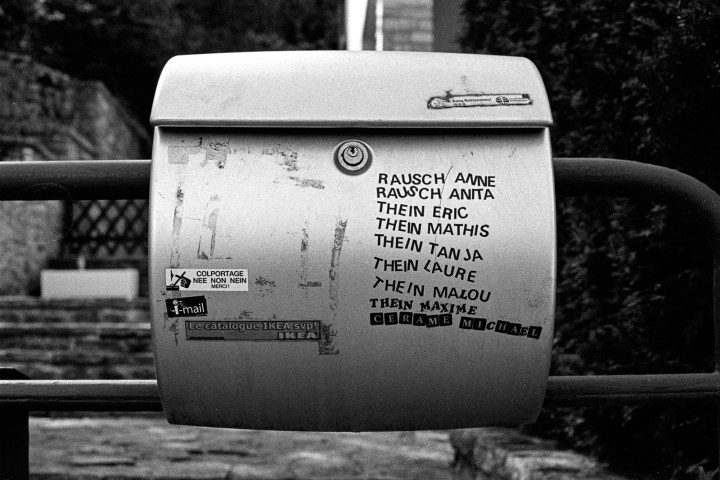 RAUSCH ANNE
RAUSCH ANITA
THEIN ERIC
THEIN MATHIS
THEIN TANJA
THEIN LAURE
THEIN MALOU
THEIN MAXIME
CERAME MICHAEL
COLPORTAGE
NEE NON NEIN
MERCI!
i-mail
Le catalogue IKEA svp!
IKEA